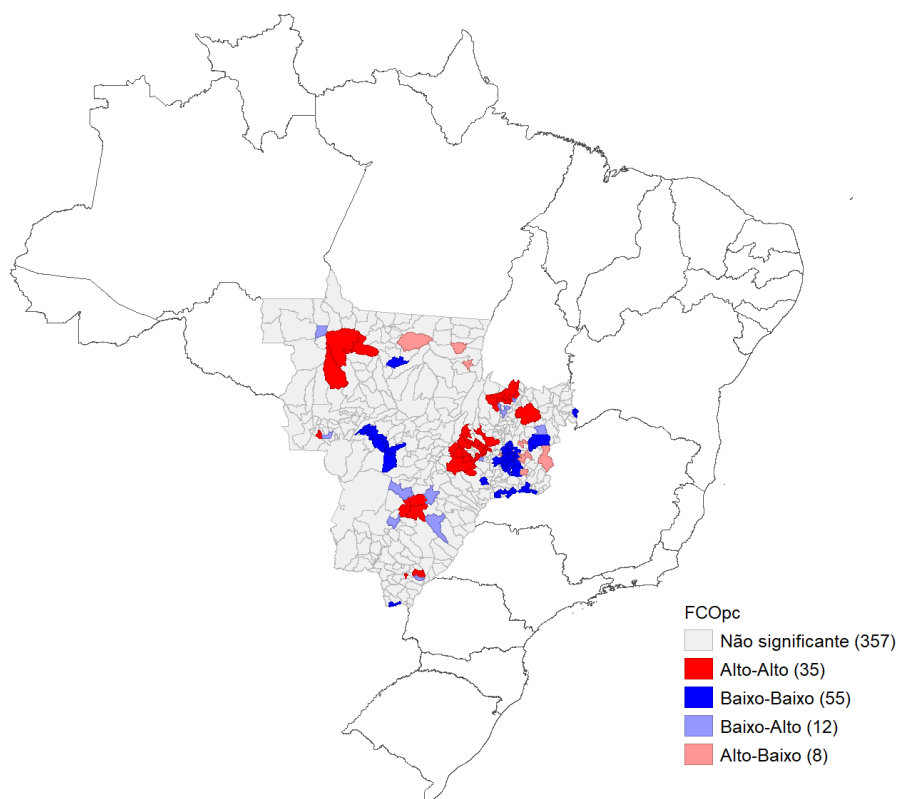 FCOpc
Não significante (357)
Alto-Alto (35)
Baixo-Baixo (55)
Baixo-Alto (12)
Alto-Baixo (8)